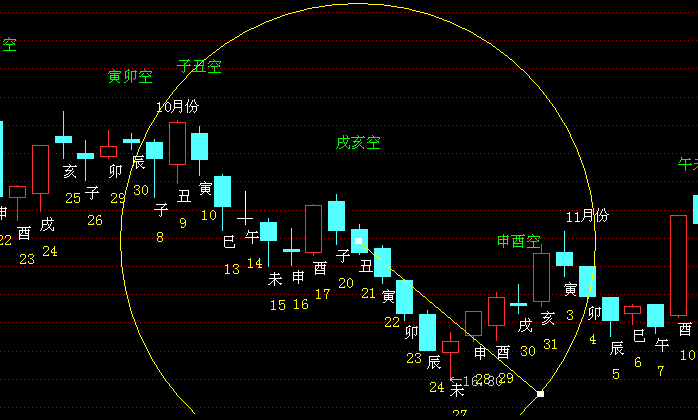 空
寅卯空
子丑空
10月份
戌亥空
午未
申酉空
11月份
申
22
酉
23
戌
24
亥
25
子
26
卯
29
辰
30
子
8
丑
9
寅
10
巳
13
午
14
未
15
申
16
酉
17
子
20
丑
21
寅
22
卯
23
辰
24
未
27
←16.80
申
28
酉
29
戌
30
亥
31
寅
3
卯
4
辰
5
巳
6
午
7
酉
10